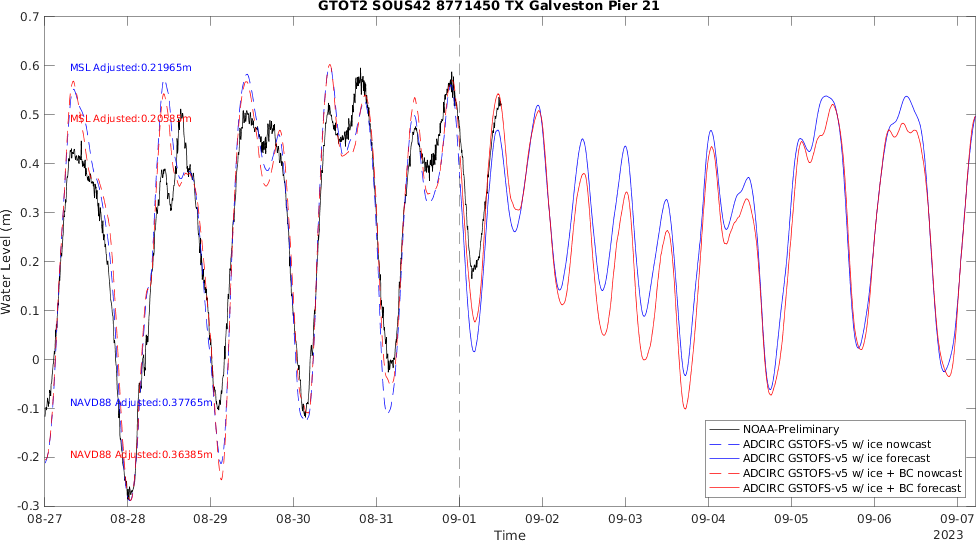 GTOT2 SOUS42 8771450 TX Galveston Pier 21
0.7
0.6
0.5
0.4
0.3
0.2
0.1
0
-0.1
-0.2
-0.3
Water Level (m)
MSL Adjusted:0.21965m
MSL Adjusted:0.20585m
NAVD88 Adjusted:0.37765m
NAVD88 Adjusted:0.36385m
NOAA-Preliminary
ADCIRC GSTOFS-v5 w/ ice nowcast
ADCIRC GSTOFS-v5 w/ ice forecast
ADCIRC GSTOFS-v5 w/ ice + BC nowcast
ADCIRC GSTOFS-v5 w/ ice + BC forecast
08-27 08-28 08-29 08-30 08-31 09-01 09-02 09-03 09-04 09-05 09-06 09-07
Time
2023